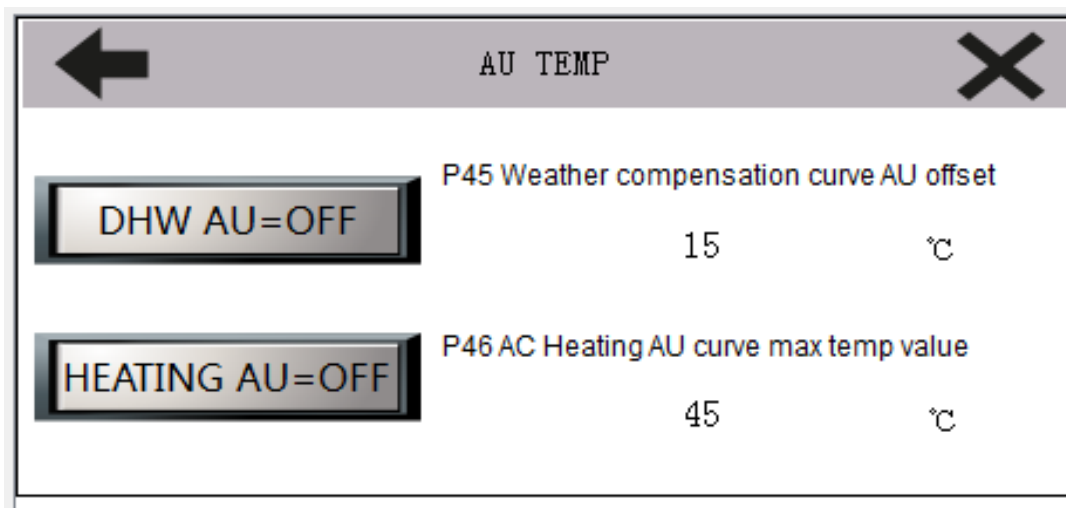 AU TEMP
DHW AU=OFF
P45 Weather compensation curve AU offset
15 ℃
HEATING AU=OFF
P46 AC Heating AU curve max temp value
45 ℃